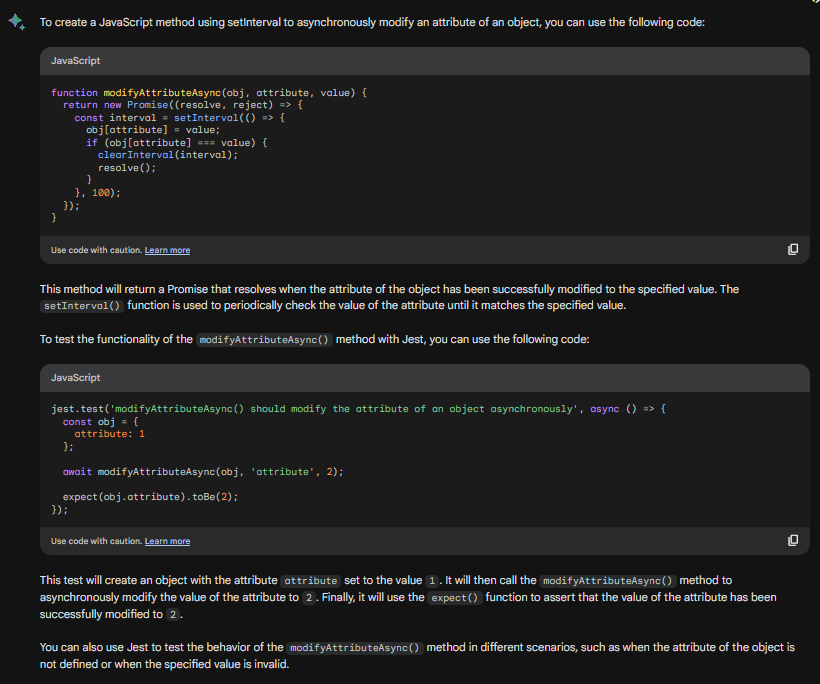 To create a JavaScript method using setInterval to asynchronously modify an attribute of an object, you can use the following code:
JavaScript
function modifyAttributeAsync(obj, attribute, value) {
  return new Promise((resolve, reject) => {
    const interval = setInterval(() => {
      obj[attribute] = value;
      if (obj[attribute] === value) {
        clearInterval(interval);
        resolve();
      }
    }, 100);
  });
}
Use code with caution. Learn more
This method will return a Promise that resolves when the attribute of the object has been successfully modified to the specified value. The
setInterval() function is used to periodically check the value of the attribute until it matches the specified value.
To test the functionality of the modifyAttributeAsync() method with Jest, you can use the following code:
JavaScript
jest.test('modifyAttributeAsync() should modify the attribute of an object asynchronously', async () => {
  const obj = {
    attribute: 1
  };
  await modifyAttributeAsync(obj, 'attribute', 2);
  expect(obj.attribute).toBe(2);
});
Use code with caution. Learn more
This test will create an object with the attribute attribute set to the value 1. It will then call the modifyAttributeAsync() method to
asynchronously modify the value of the attribute to 2. Finally, it will use the expect() function to assert that the value of the attribute has been
successfully modified to 2.
You can also use Jest to test the behavior of the modifyAttributeAsync() method in different scenarios, such as when the attribute of the object is
not defined or when the specified value is invalid.